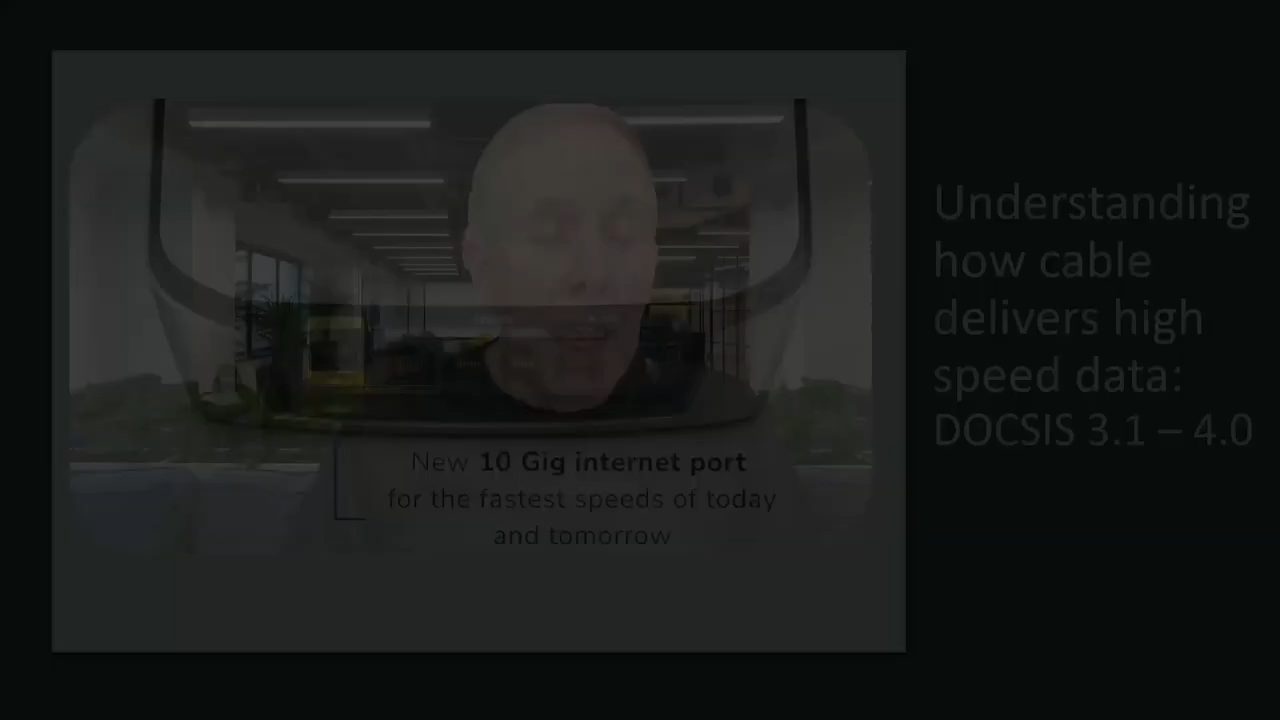 Understanding
how cable
delivers high
speed data:
DOCSIS 3.1 – 4.0
New 10 Gig internet port
for the fastest speeds of today
and tomorrow